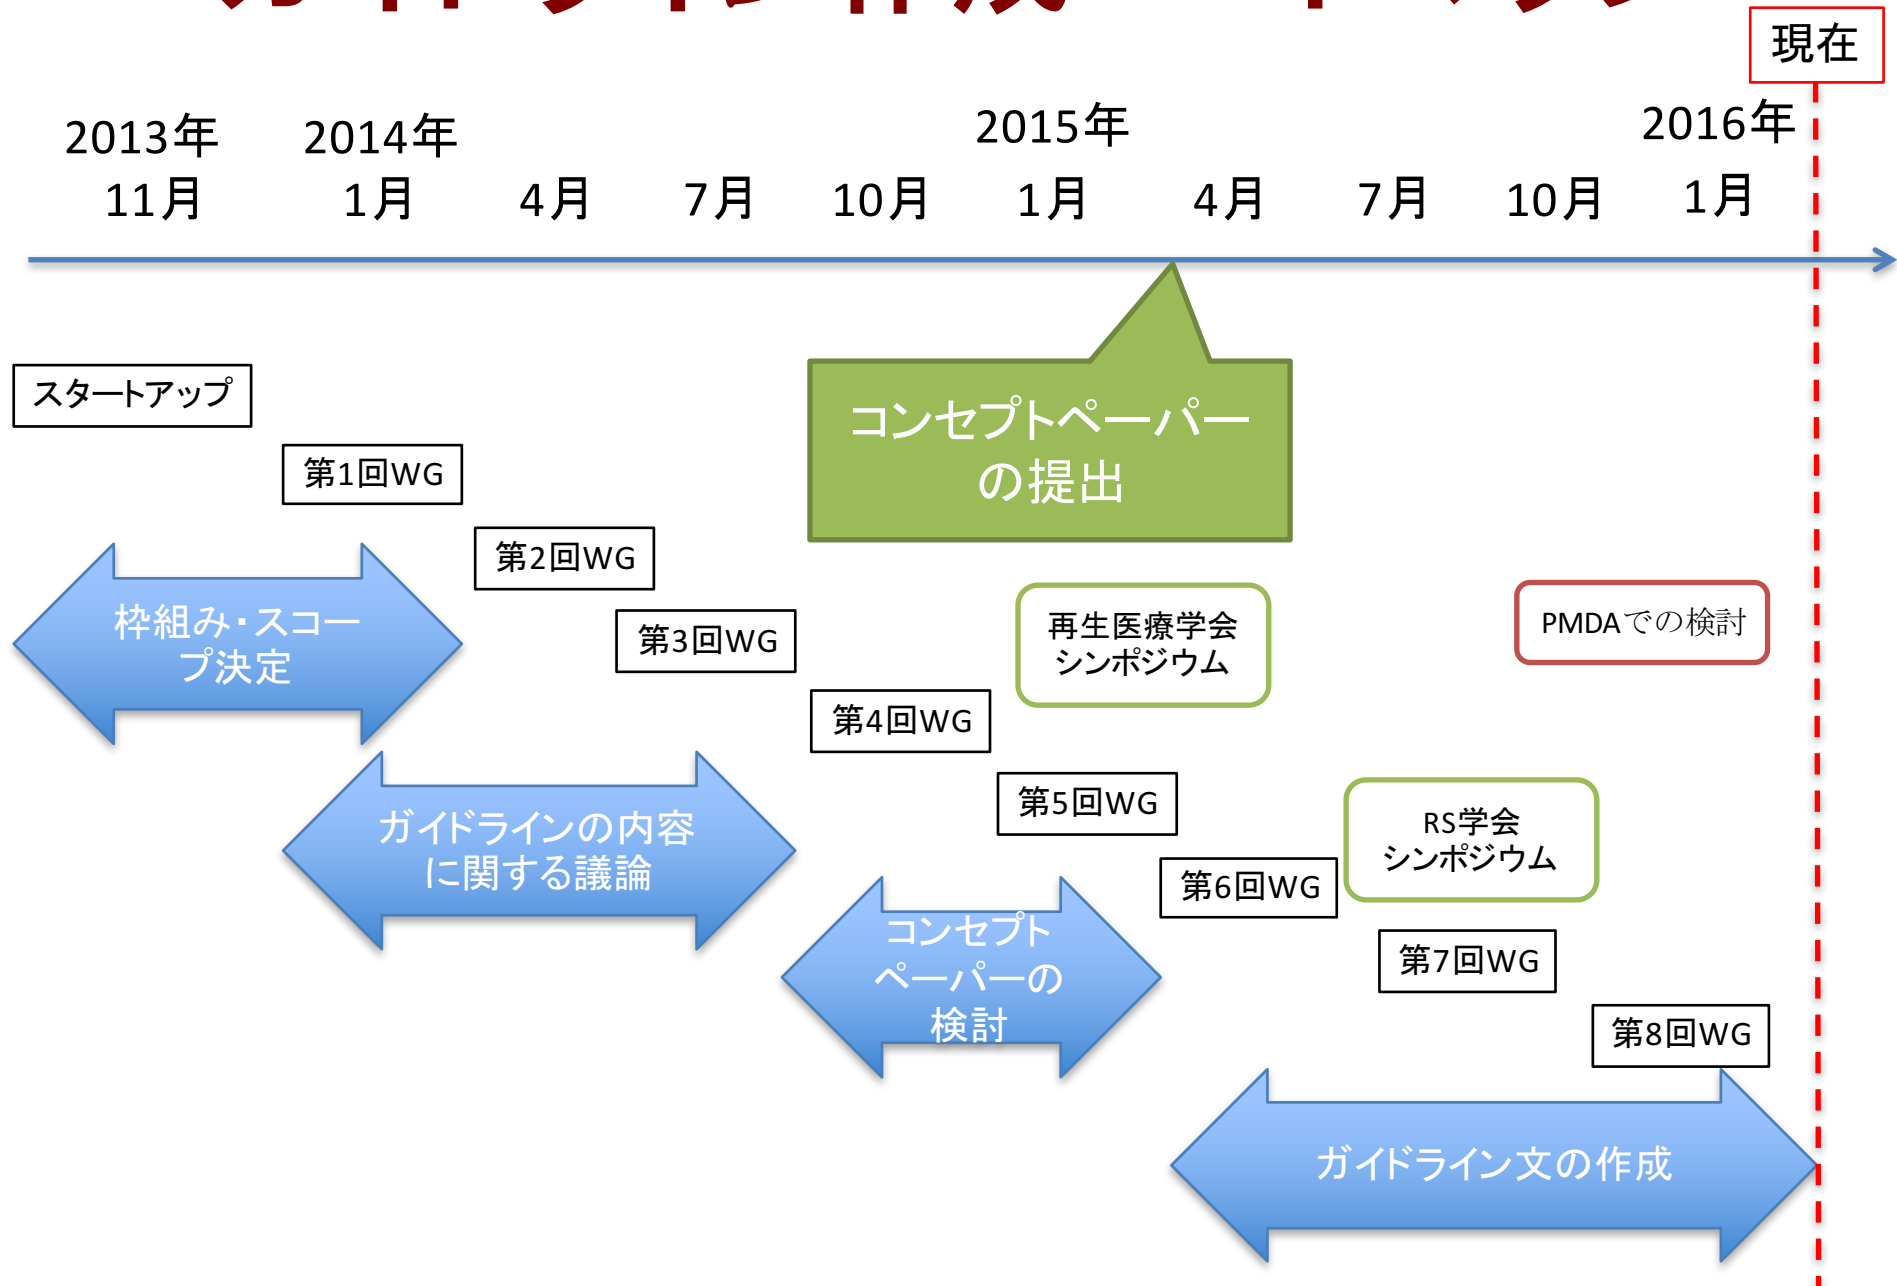 現在
2013年
2014年
2015年
2016年
11月
1月
4月
7月
10月
1月
4月
7月
10月
1月
スタートアップ
コンセプトペーパー
の提出
第1回WG
第2回WG
枠組み・スコー
プ決定
第3回WG
再生医療学会
シンポジウム
PMDAでの検討
第4回WG
ガイドラインの内容
に関する議論
第5回WG
RS学会
シンポジウム
第6回WG
コンセプト
ペーパーの
検討
第7回WG
第8回WG
ガイドライン文の作成